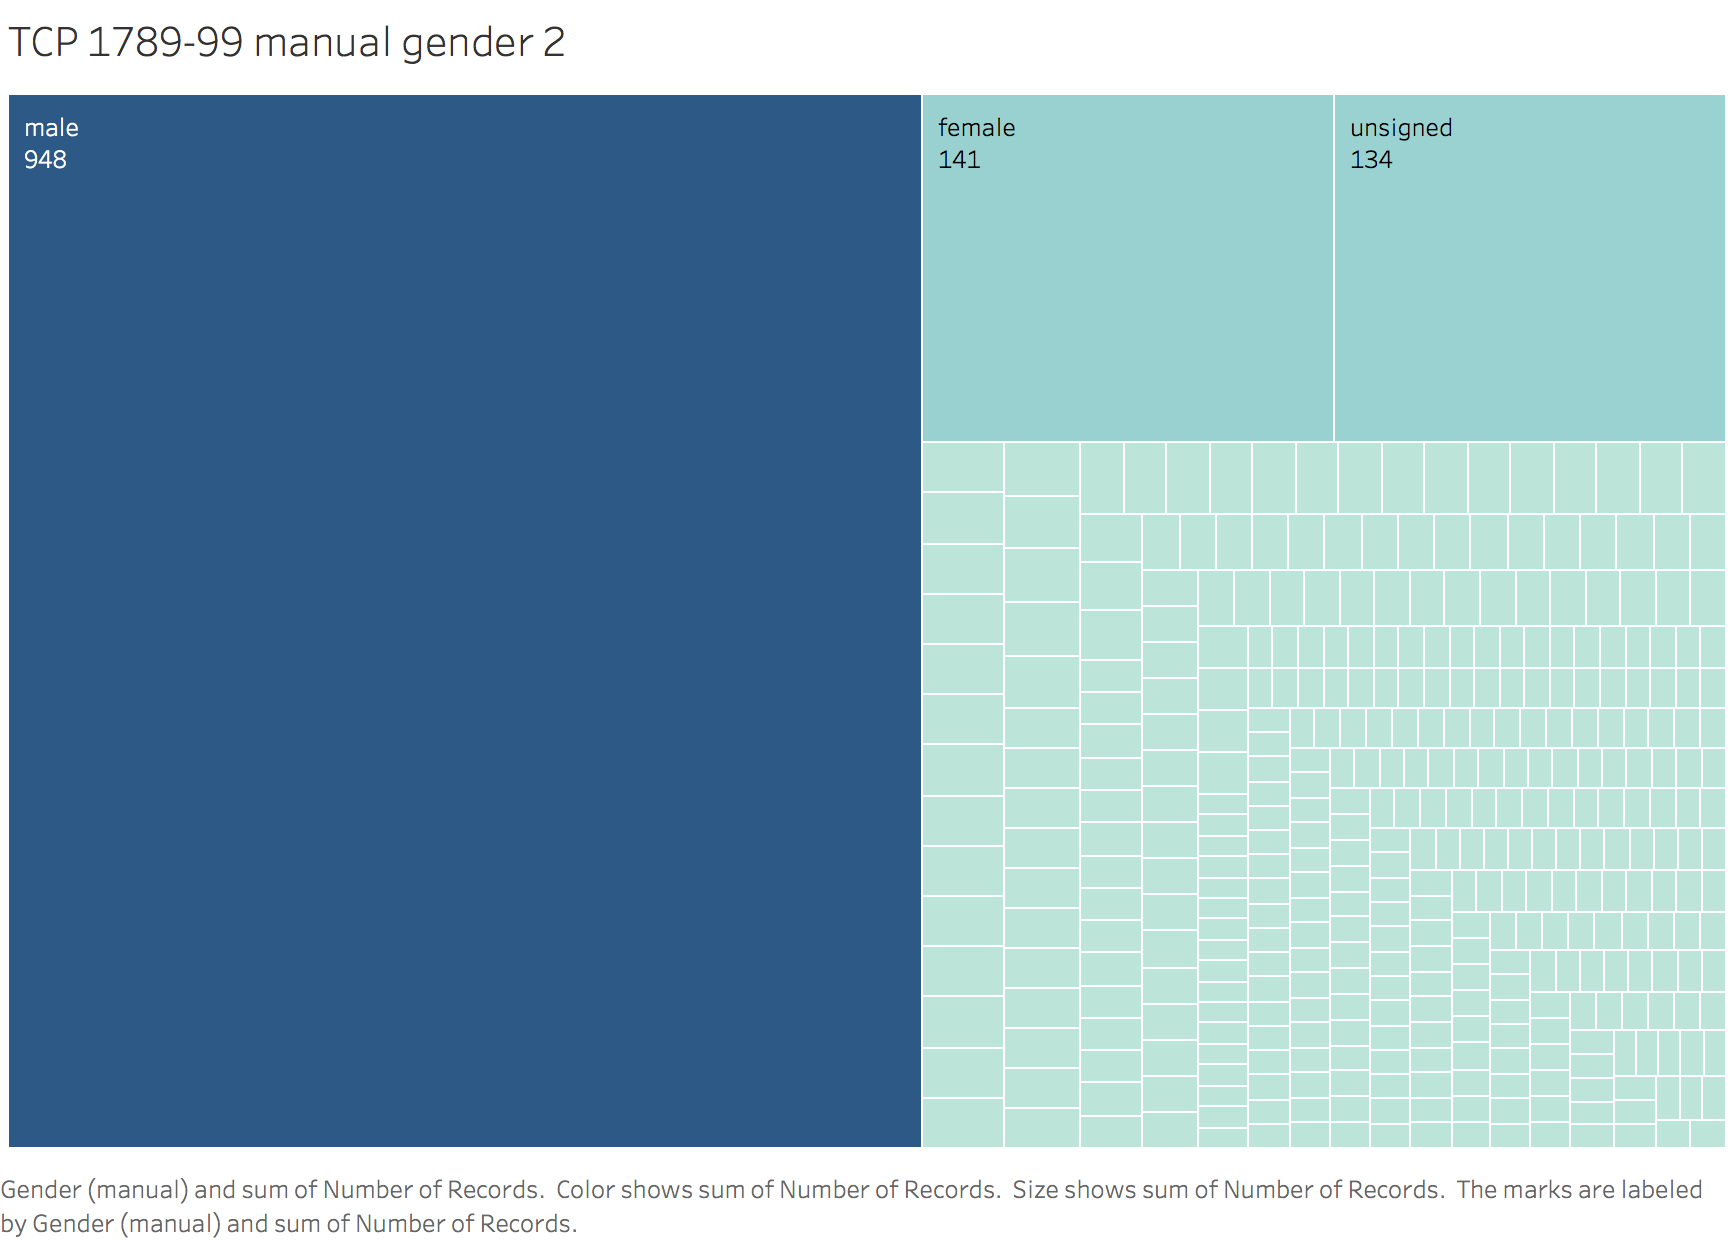 TCP 1789-99 manual gender 2
male
948
female
141
unsigned
134
Gender (manual) and sum of Number of Records.  Color shows sum of Number of Records.  Size shows sum of Number of Records.  The marks are labeled
by Gender (manual) and sum of Number of Records.